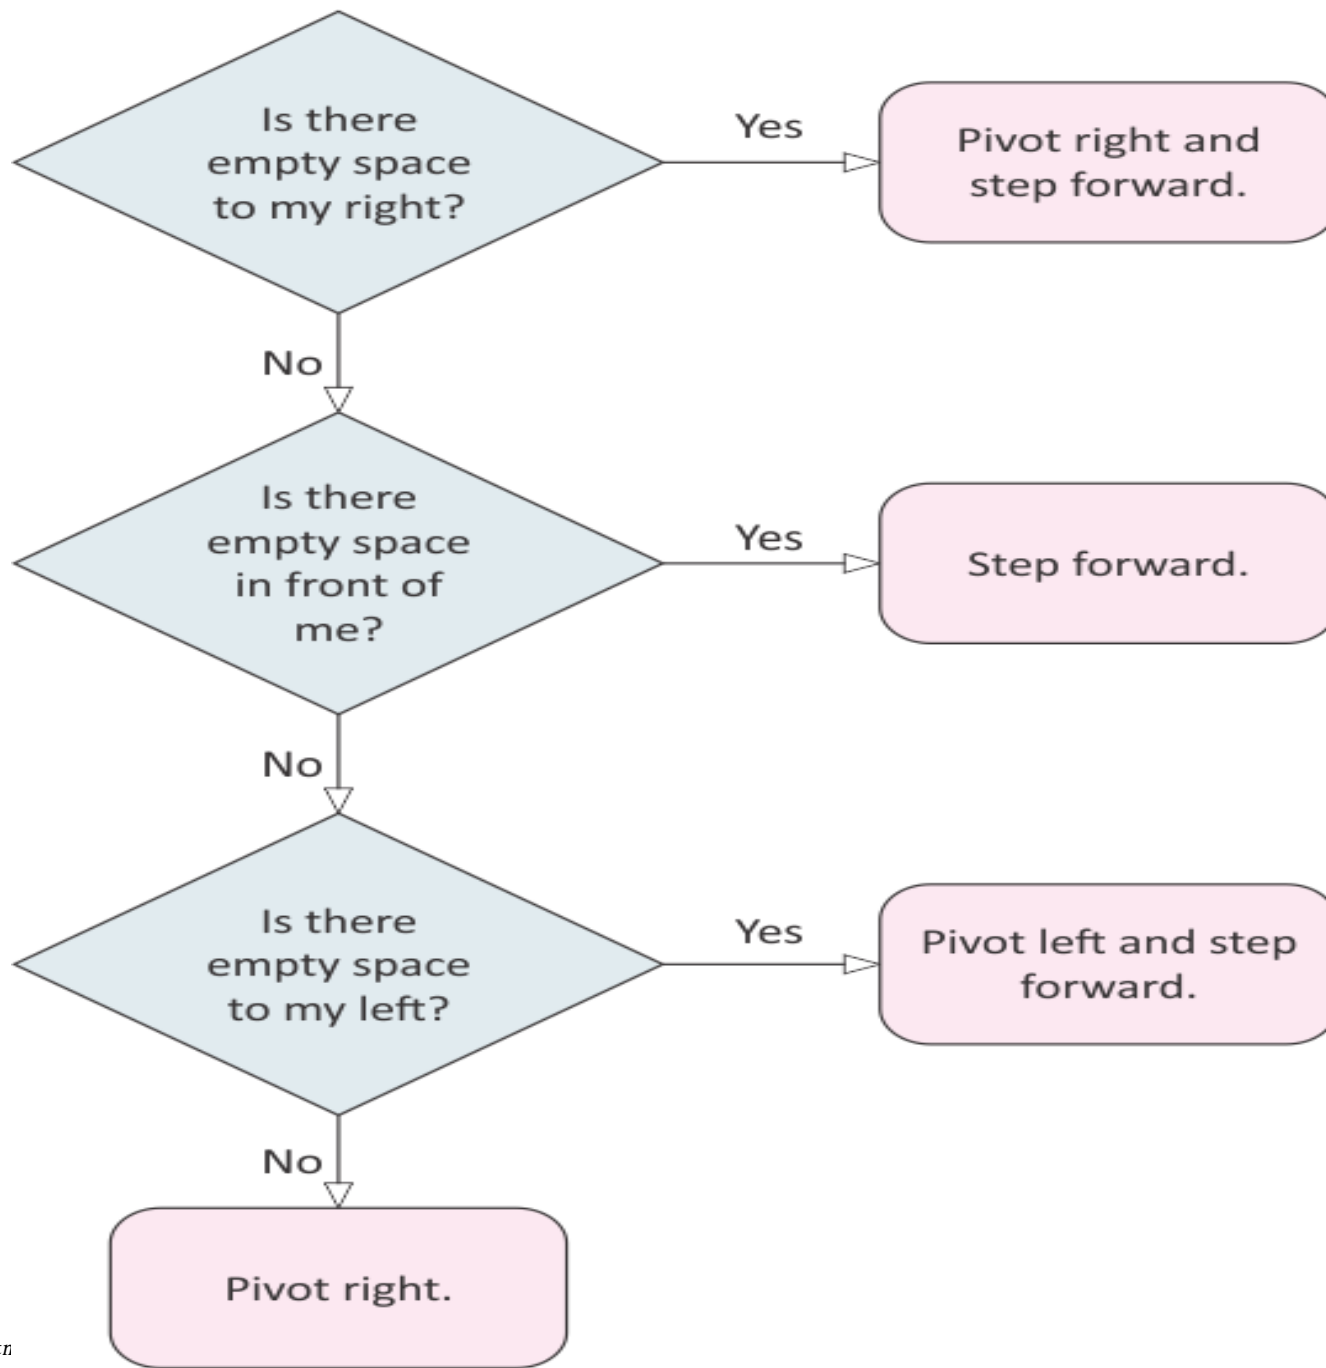 Is there
empty space
to my right?
Yes
Pivot right and
step forward.
No
Is there
empty space
in front of
me?
Yes
Step forward.
No
Is there
empty space
to my left?
Yes
Pivot left and step
forward.
No
Pivot right.